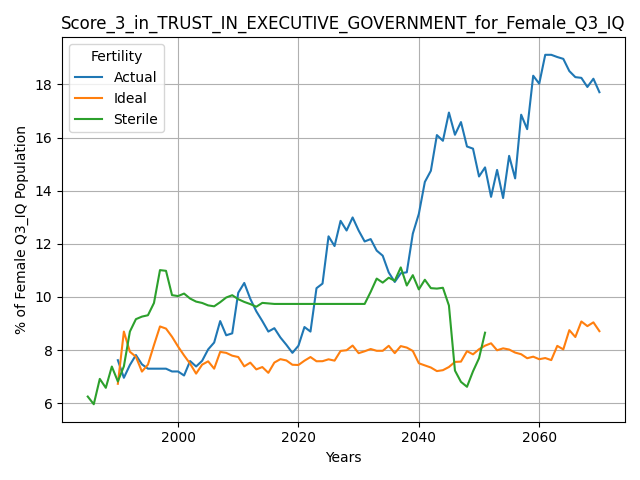 Score_3_in_TRUST_IN_EXECUTIVE_GOVERNMENT_for_Female_Q3_IQ
Fertility
Actual
Ideal
Sterile
% of Female Q3_IQ Population
18
16
14
12
10
8
6
2000 2020 2040 2060
Years